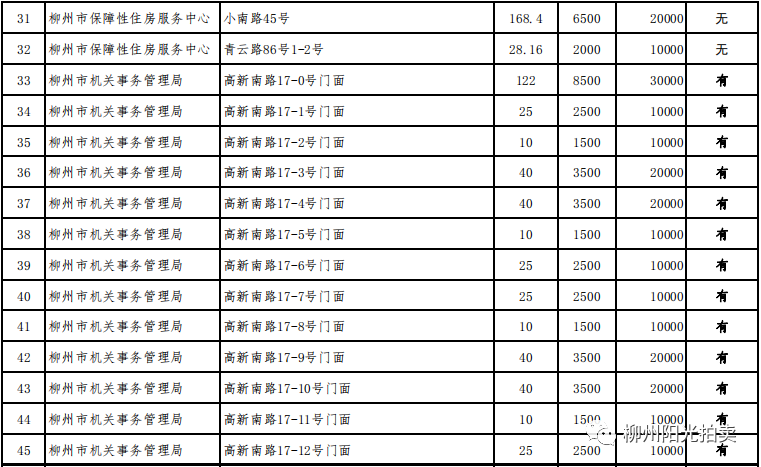 31 柳州市保障性住房服务中心 小南路45号 168.4 6500 20000 无
32 柳州市保障性住房服务中心 青云路86号1-2号 28.16 2000 10000 无
33 柳州市机关事务管理局 高新南路17-0号门面 122 8500 30000 有
34 柳州市机关事务管理局 高新南路17-1号门面 25 2500 10000 有
35 柳州市机关事务管理局 高新南路17-2号门面 10 1500 10000 有
36 柳州市机关事务管理局 高新南路17-3号门面 40 3500 20000 有
37 柳州市机关事务管理局 高新南路17-4号门面 40 3500 20000 有
38 柳州市机关事务管理局 高新南路17-5号门面 10 1500 10000 有
39 柳州市机关事务管理局 高新南路17-6号门面 25 2500 10000 有
40 柳州市机关事务管理局 高新南路17-7号门面 25 2500 10000 有
41 柳州市机关事务管理局 高新南路17-8号门面 10 1500 10000 有
42 柳州市机关事务管理局 高新南路17-9号门面 40 3500 20000 有
43 柳州市机关事务管理局 高新南路17-10号门面 40 3500 20000 有
44 柳州市机关事务管理局 高新南路17-11号门面 10 1500 10000 有
45 柳州市机关事务管理局 高新南路17-12号门面 25 2500 10000 有
柳州阳光拍卖